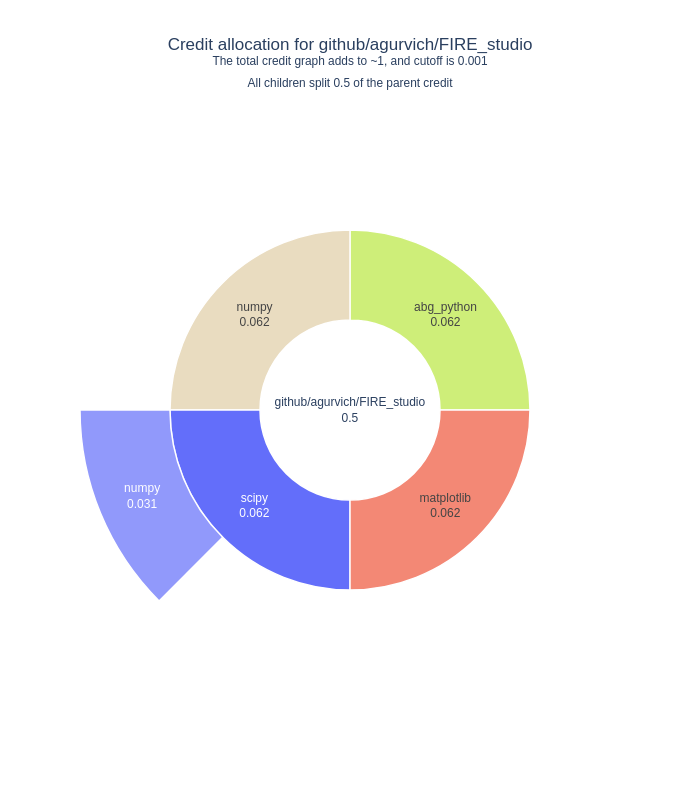 Credit allocation for github/agurvich/FIRE_studio
The total credit graph adds to ~1, and cutoff is 0.001
All children split 0.5 of the parent credit
numpy
0.062
abg_python
0.062
github/agurvich/FIRE_studio
0.5
numpy
0.031
scipy
0.062
matplotlib
0.062